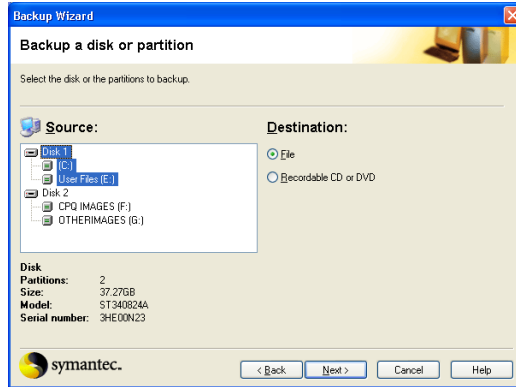 Backup Wizard
Backup a disk or partition
Select the disk or the partitions to backup.
Source:
Disk 1
(C:)
User Files (E:)
Disk 2
CPQ IMAGES (F:)
OTHERIMAGES (G:)
Destination:
File
Recordable CD or DVD
Disk
Partitions: 2
Size: 37.27GB
Model: ST340824A
Serial number: 3HE00N23
symantec.
< Back Next > Cancel Help